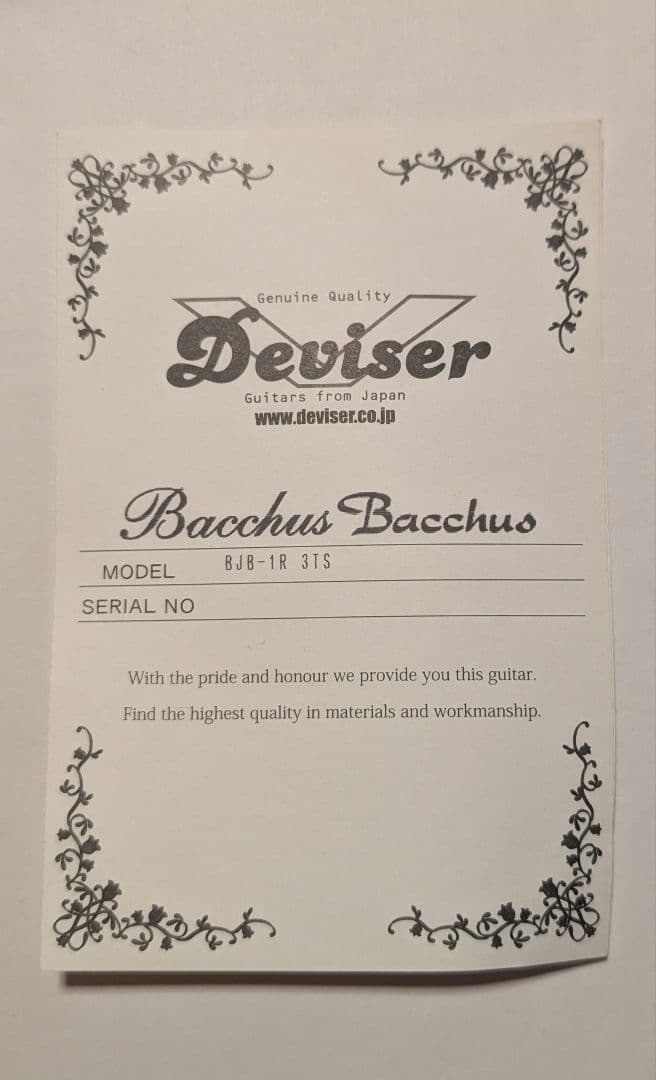 Genuine Quality
Deviser
Guitars from Japan
www.deviser.co.jp
Bacchus Bacchus
MODEL BJB-1R 3TS
SERIAL NO
With the pride and honour we provide you this guitar.
Find the highest quality in materials and workmanship.